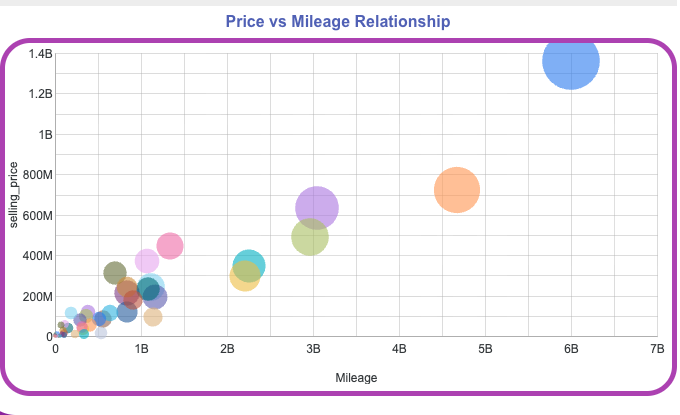 Price vs Mileage Relationship
1.4B
1.2B
1B
800M
600M
400M
200M
0
selling_price
0 1B 2B 3B 4B 5B 6B 7B
Mileage